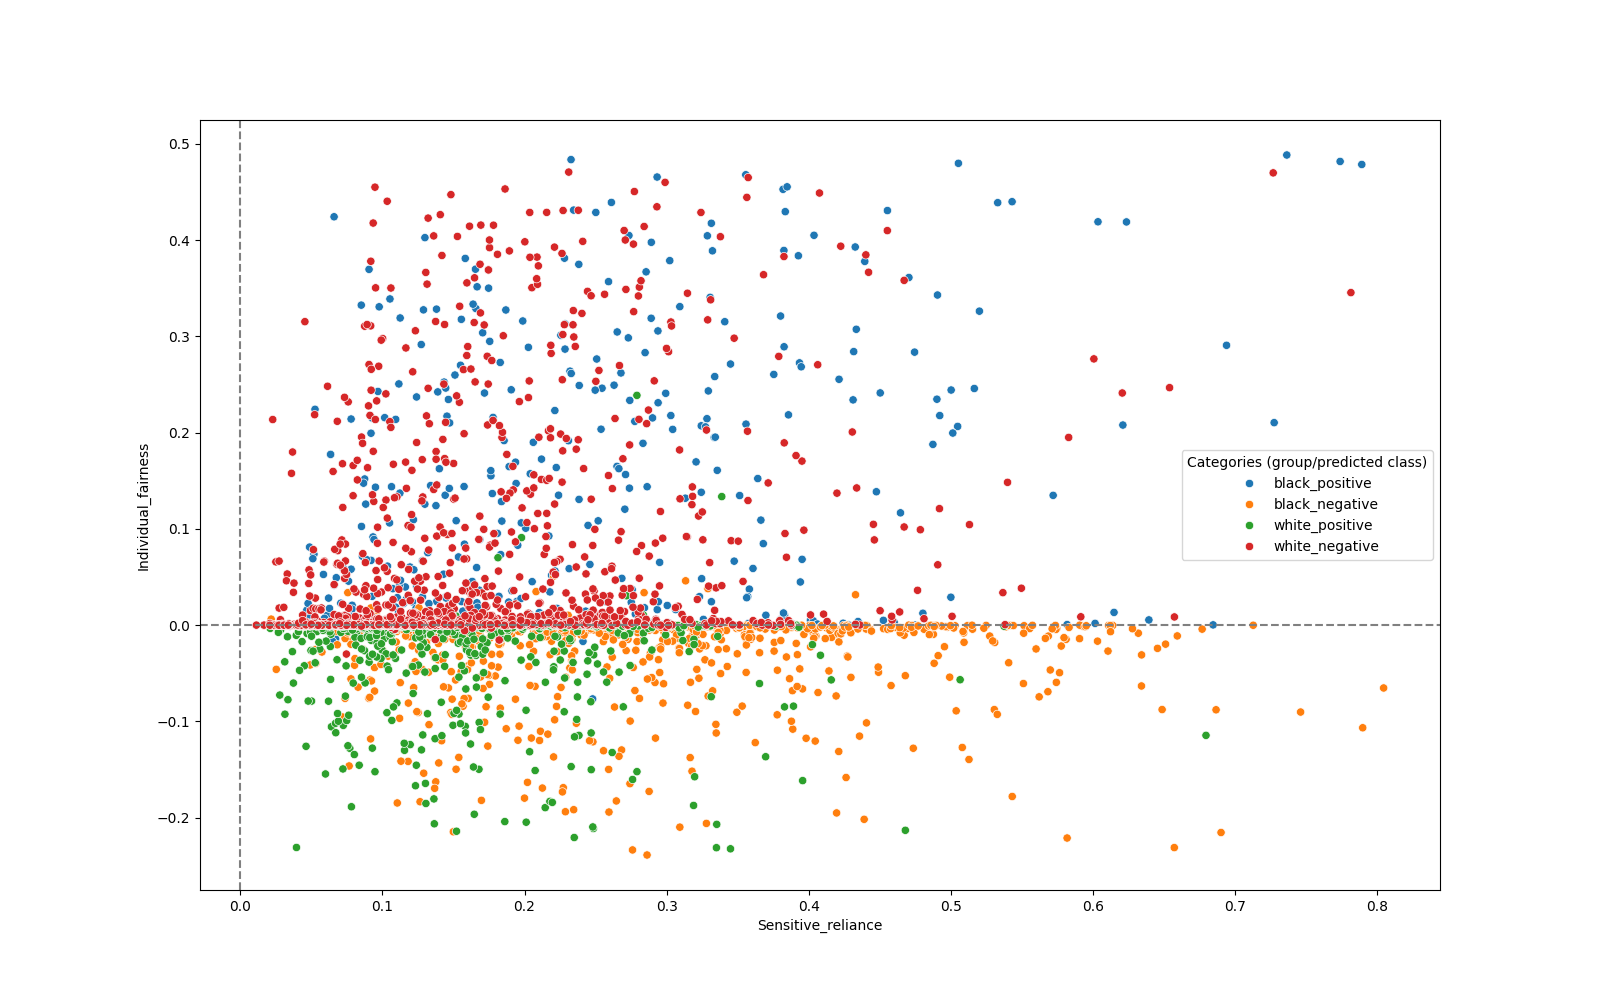 0.5
0.4
0.3
0.2
0.1
0.0
−0.1
−0.2
Individual_fairness
Categories (group/predicted class)
black_positive
black_negative
white_positive
white_negative
0.0 0.1 0.2 0.3 0.4 0.5 0.6 0.7 0.8
Sensitive_reliance